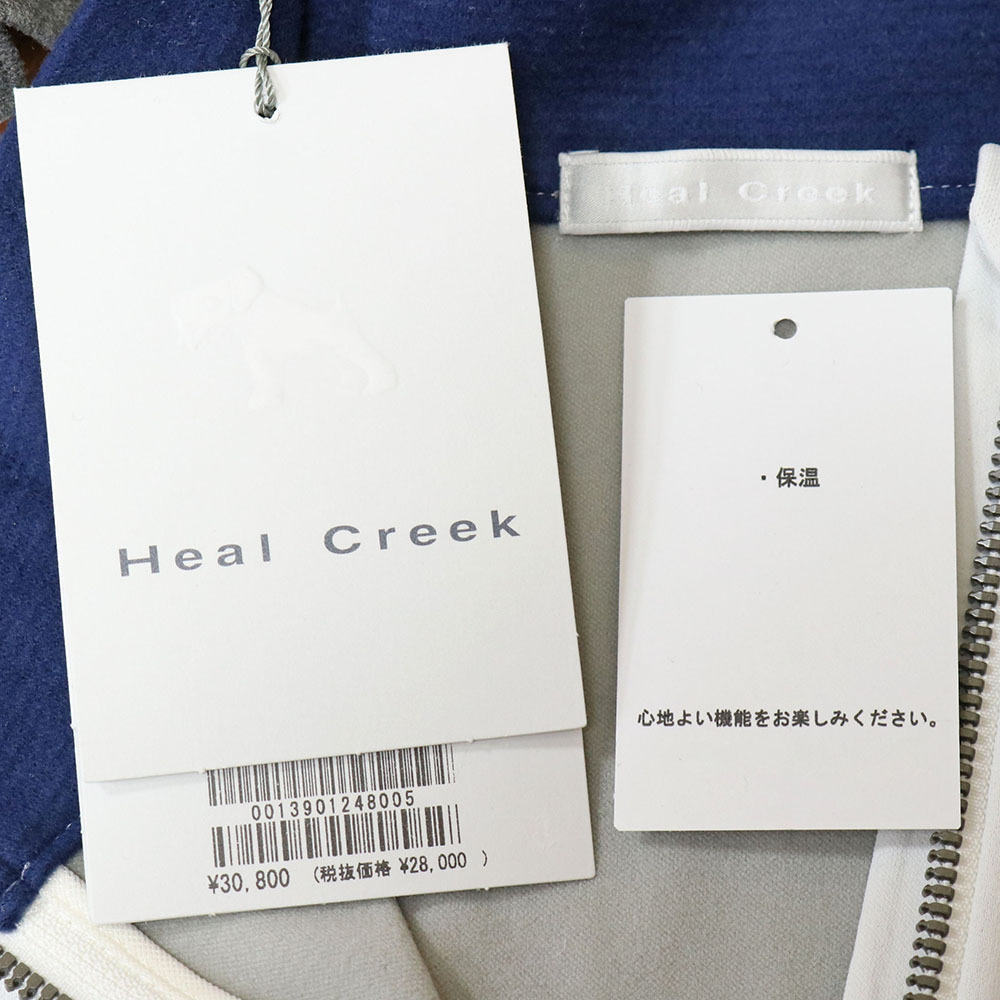 Heal Creek
Heal Creek
・保温
心地よい機能をお楽しみください。
0013901248005
¥30,800 (税抜価格 ¥28,000 )